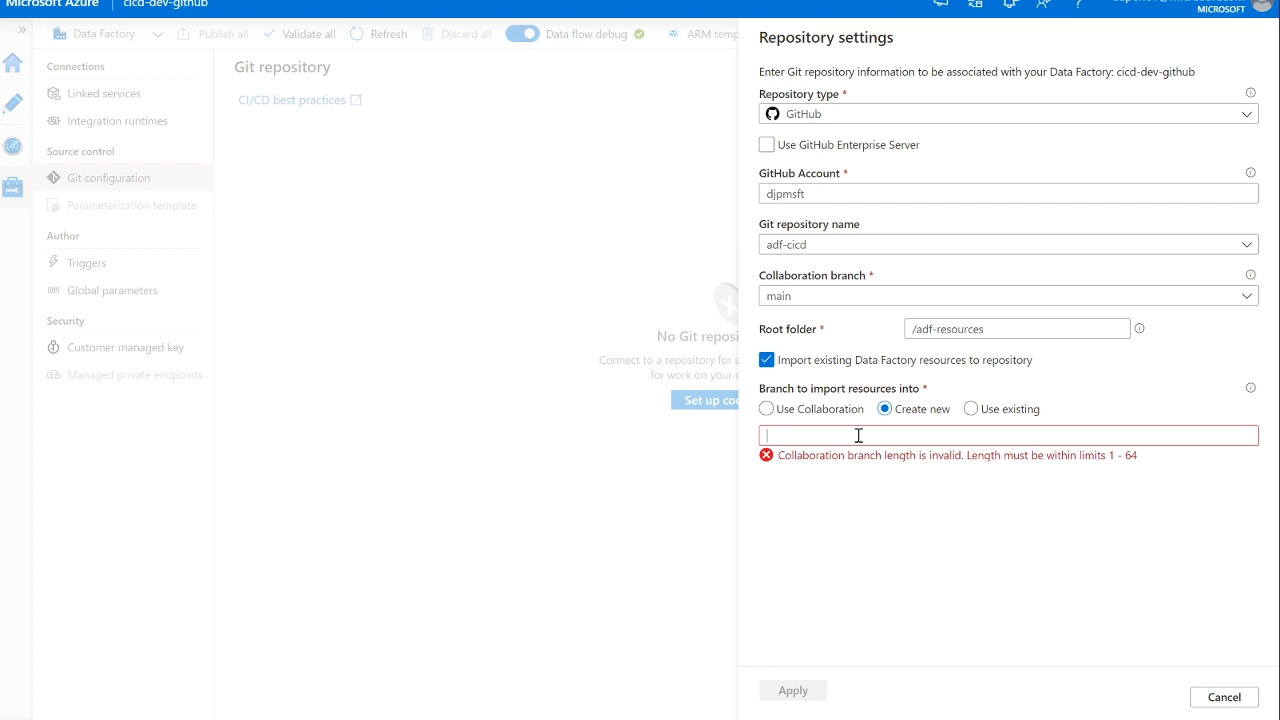 Microsoft Azure | cicd-dev-github
MICROSOFT
Data Factory
Publish all
Validate all
Refresh
Discard all
Data flow debug
ARM temp
Connections
Linked services
Integration runtimes
Source control
Git configuration
Parameterization template
Author
Triggers
Global parameters
Security
Customer managed key
Managed private endpoints
Git repository
CI/CD best practices
No Git reposi
Connect to a repository for s
for work on your
Set up co
Repository settings
Enter Git repository information to be associated with your Data Factory: cicd-dev-github
Repository type *
GitHub
Use GitHub Enterprise Server
GitHub Account *
djpmsft
Git repository name
adf-cicd
Collaboration branch *
main
Root folder *
/adf-resources
Import existing Data Factory resources to repository
Branch to import resources into *
Use Collaboration
Create new
Use existing
Collaboration branch length is invalid. Length must be within limits 1 - 64
Apply
Cancel